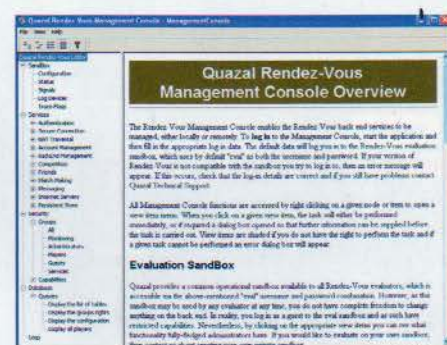 Quazal Rendez-Vous Management Console - ManagementConsole
File View Help
Quazal Rendez-Vous Lobby
Sandbox
Configuration
Status
Signals
Log Devices
Trace Flags
Services
Authentication
Secure Connection
NAT Traversal
Account Management
Matchmaking
Competition
Friends
Match Making
Messaging
Internet Servers
Persistent Store
Security
Groups
All
Monitoring
Administrators
Players
Guests
Services
Capabilities
Database
Queries
Display the list of tables
Display the groups rights
Display the configuration
Display all players
Logs
Quazal Rendez-Vous
Management Console Overview
The Rendez-Vous Management Console enables the Rendez-Vous back end services to be
managed, either locally or remotely. To log in to the Management Console, start the application and
then fill in the appropriate log in data. The default data will log you in to the Rendez-Vous evaluation
sandbox, which uses by default "eval" as both the username and password. If your version of
Rendez-Vous is not compatible with the sandbox you try to log in to, then an error message will
appear. If this occurs, check that the log-in details are correct and if you still have problems contact
Quazal Technical Support.
All Management Console functions are accessed by right clicking on a given node or item to open a
view item menu. When you click on a given view item, the task will either be performed
immediately, or if required a dialog box opened so that further information can be supplied before
the task is carried out. View items are shaded if you do not have the right to perform the task and if
a given task cannot be performed an error dialog box will appear.
Evaluation SandBox
Quazal provides a common operational sandbox available to all Rendez-Vous evaluators, which is
accessible via the above-mentioned "eval" username and password combination. However, as this
sandbox may be used by any evaluator at any time, you do not have complete freedom to change
anything on the back end. In reality, you log in as a guest to the eval sandbox and as such have
restricted capabilities. Nevertheless, by clicking on the appropriate view items you can see what
functionality fully-fledged administrators have. If you would like to evaluate on your own sandbox,